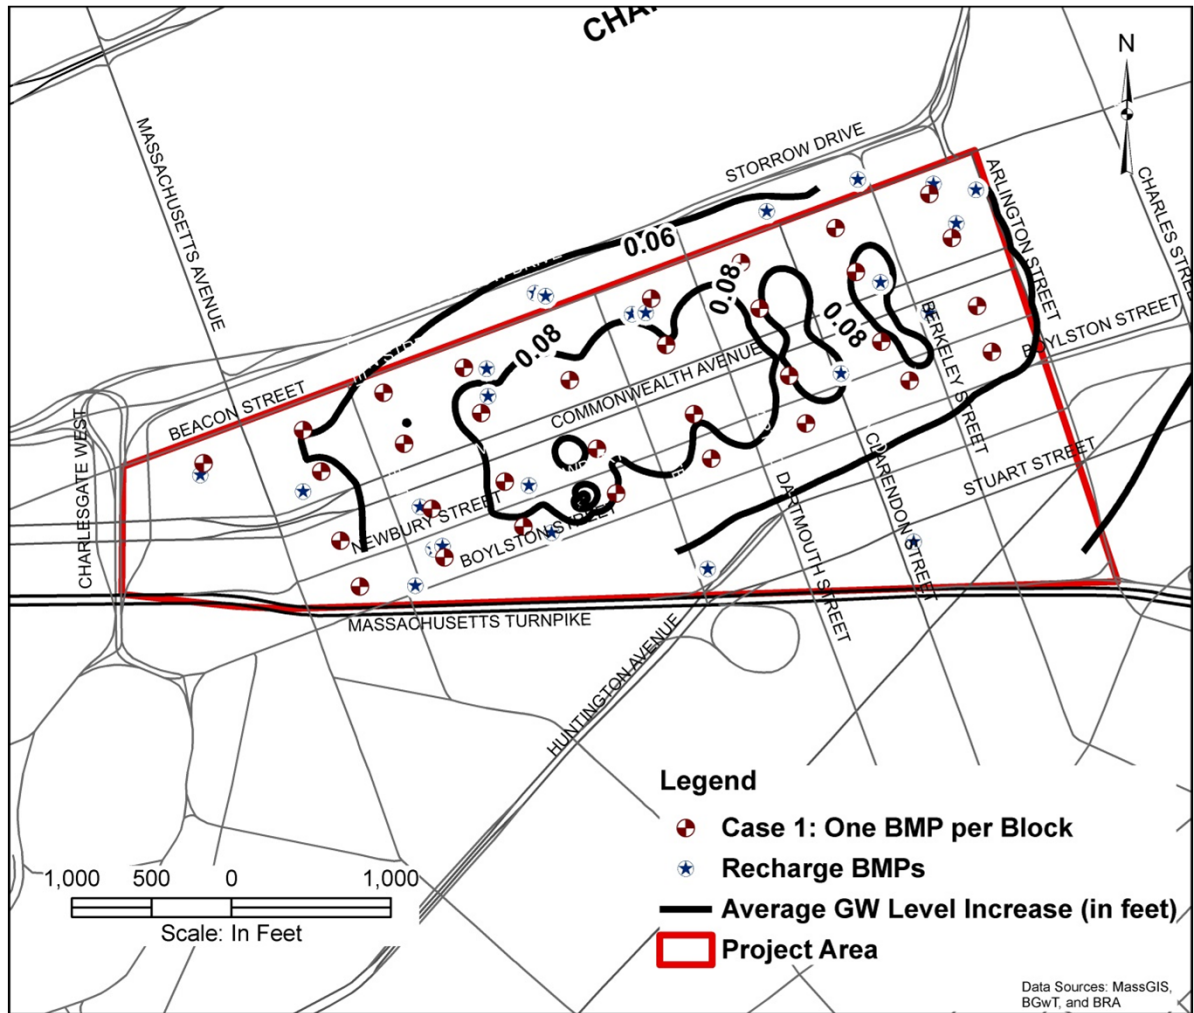 CHA
N
STORROW DRIVE
MASSACHUSETTS AVENUE
ARLINGTON STREET
CHARLES STRE
0.06
0.08
0.08
0.08
BOYLSTON STREET
BERKELEY STREET
COMMONWEALTH AVENUE
BEACON STREET
CHARLESGATE WEST
CLARENDON STREET
STUART STREET
DARTMOUTH STREET
NEWBURY STREET
BOYLSTON STREET
MASSACHUSETTS TURNPIKE
HUNTINGTON AVENUE
Legend
Case 1: One BMP per Block
Recharge BMPs
Average GW Level Increase (in feet)
Project Area
1,000 500 0 1,000
Scale: In Feet
Data Sources: MassGIS,
BGwT, and BRA